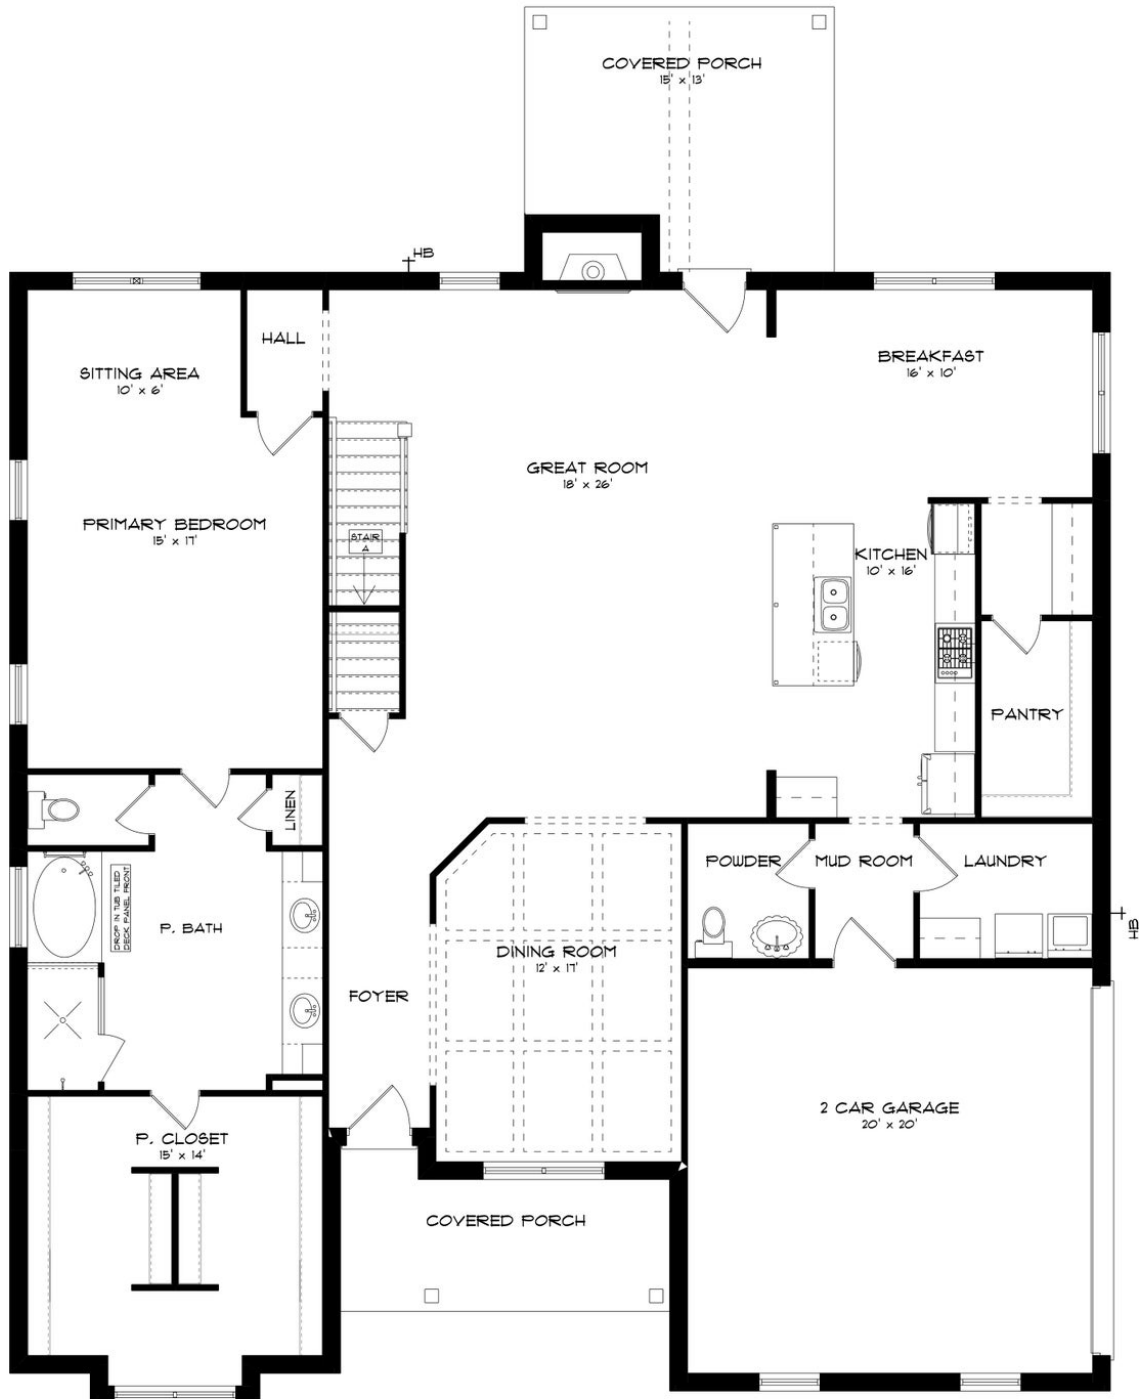 COVERED PORCH
15' x 13'
HB
HALL
SITTING AREA
10' x 6'
BREAKFAST
16' x 10'
GREAT ROOM
18' x 26'
PRIMARY BEDROOM
15' x 17'
STAIR
A
KITCHEN
10' x 16'
PANTRY
LINEN
POWDER
MUD ROOM
LAUNDRY
DROP IN TUB TILED
DECK PANEL FRONT
P. BATH
HB
DINING ROOM
12' x 17'
FOYER
2 CAR GARAGE
20' x 20'
P. CLOSET
15' x 14'
COVERED PORCH